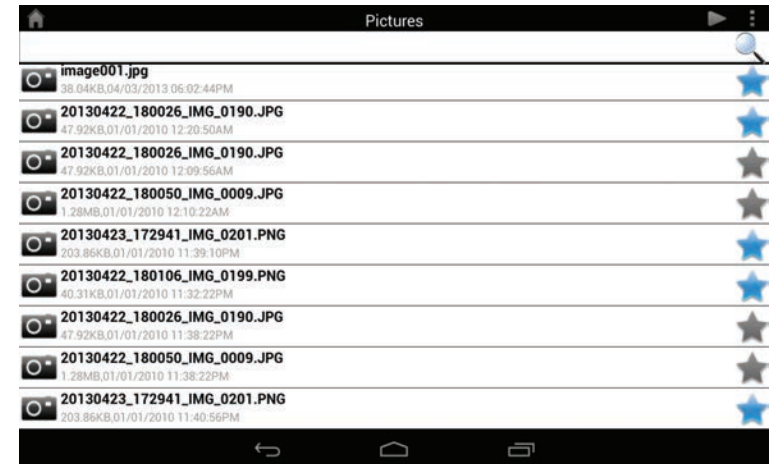 Pictures
image001.jpg
38.04KB,04/03/2013 06:02:44PM
20130422_180026_IMG_0190.JPG
47.92KB,01/01/2010 12:20:50AM
20130422_180026_IMG_0190.JPG
47.92KB,01/01/2010 12:09:56AM
20130422_180050_IMG_0009.JPG
1.28MB,01/01/2010 12:10:22AM
20130423_172941_IMG_0201.PNG
203.86KB,01/01/2010 11:39:10PM
20130422_180106_IMG_0199.PNG
40.31KB,01/01/2010 11:32:22PM
20130422_180026_IMG_0190.JPG
47.92KB,01/01/2010 11:38:22PM
20130422_180050_IMG_0009.JPG
1.28MB,01/01/2010 11:38:22PM
20130423_172941_IMG_0201.PNG
203.86KB,01/01/2010 11:40:56PM